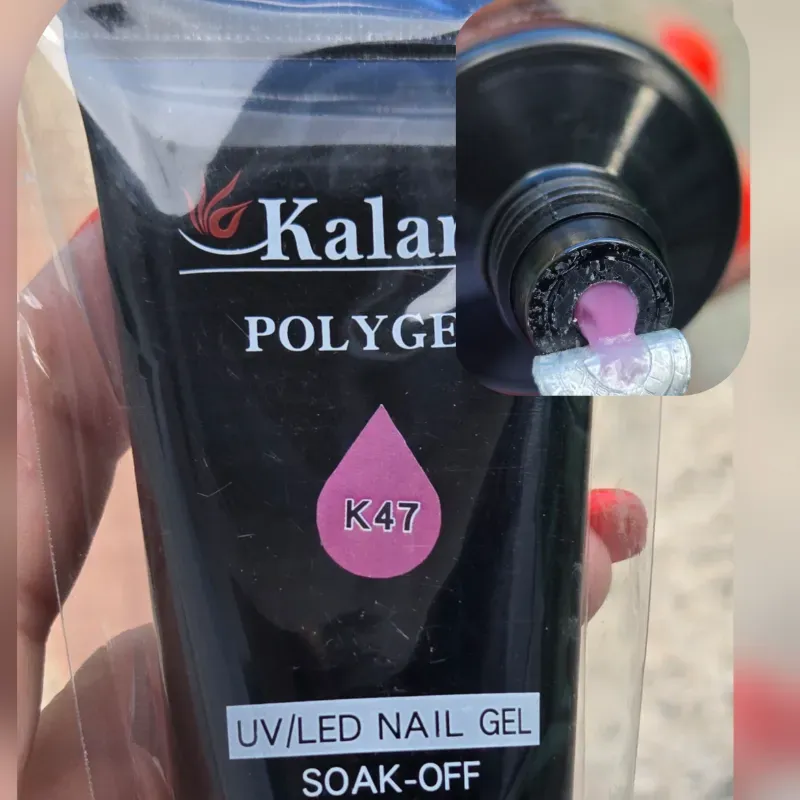 Kalar
POLYGE
K47
UV/LED NAIL GEL
SOAK-OFF